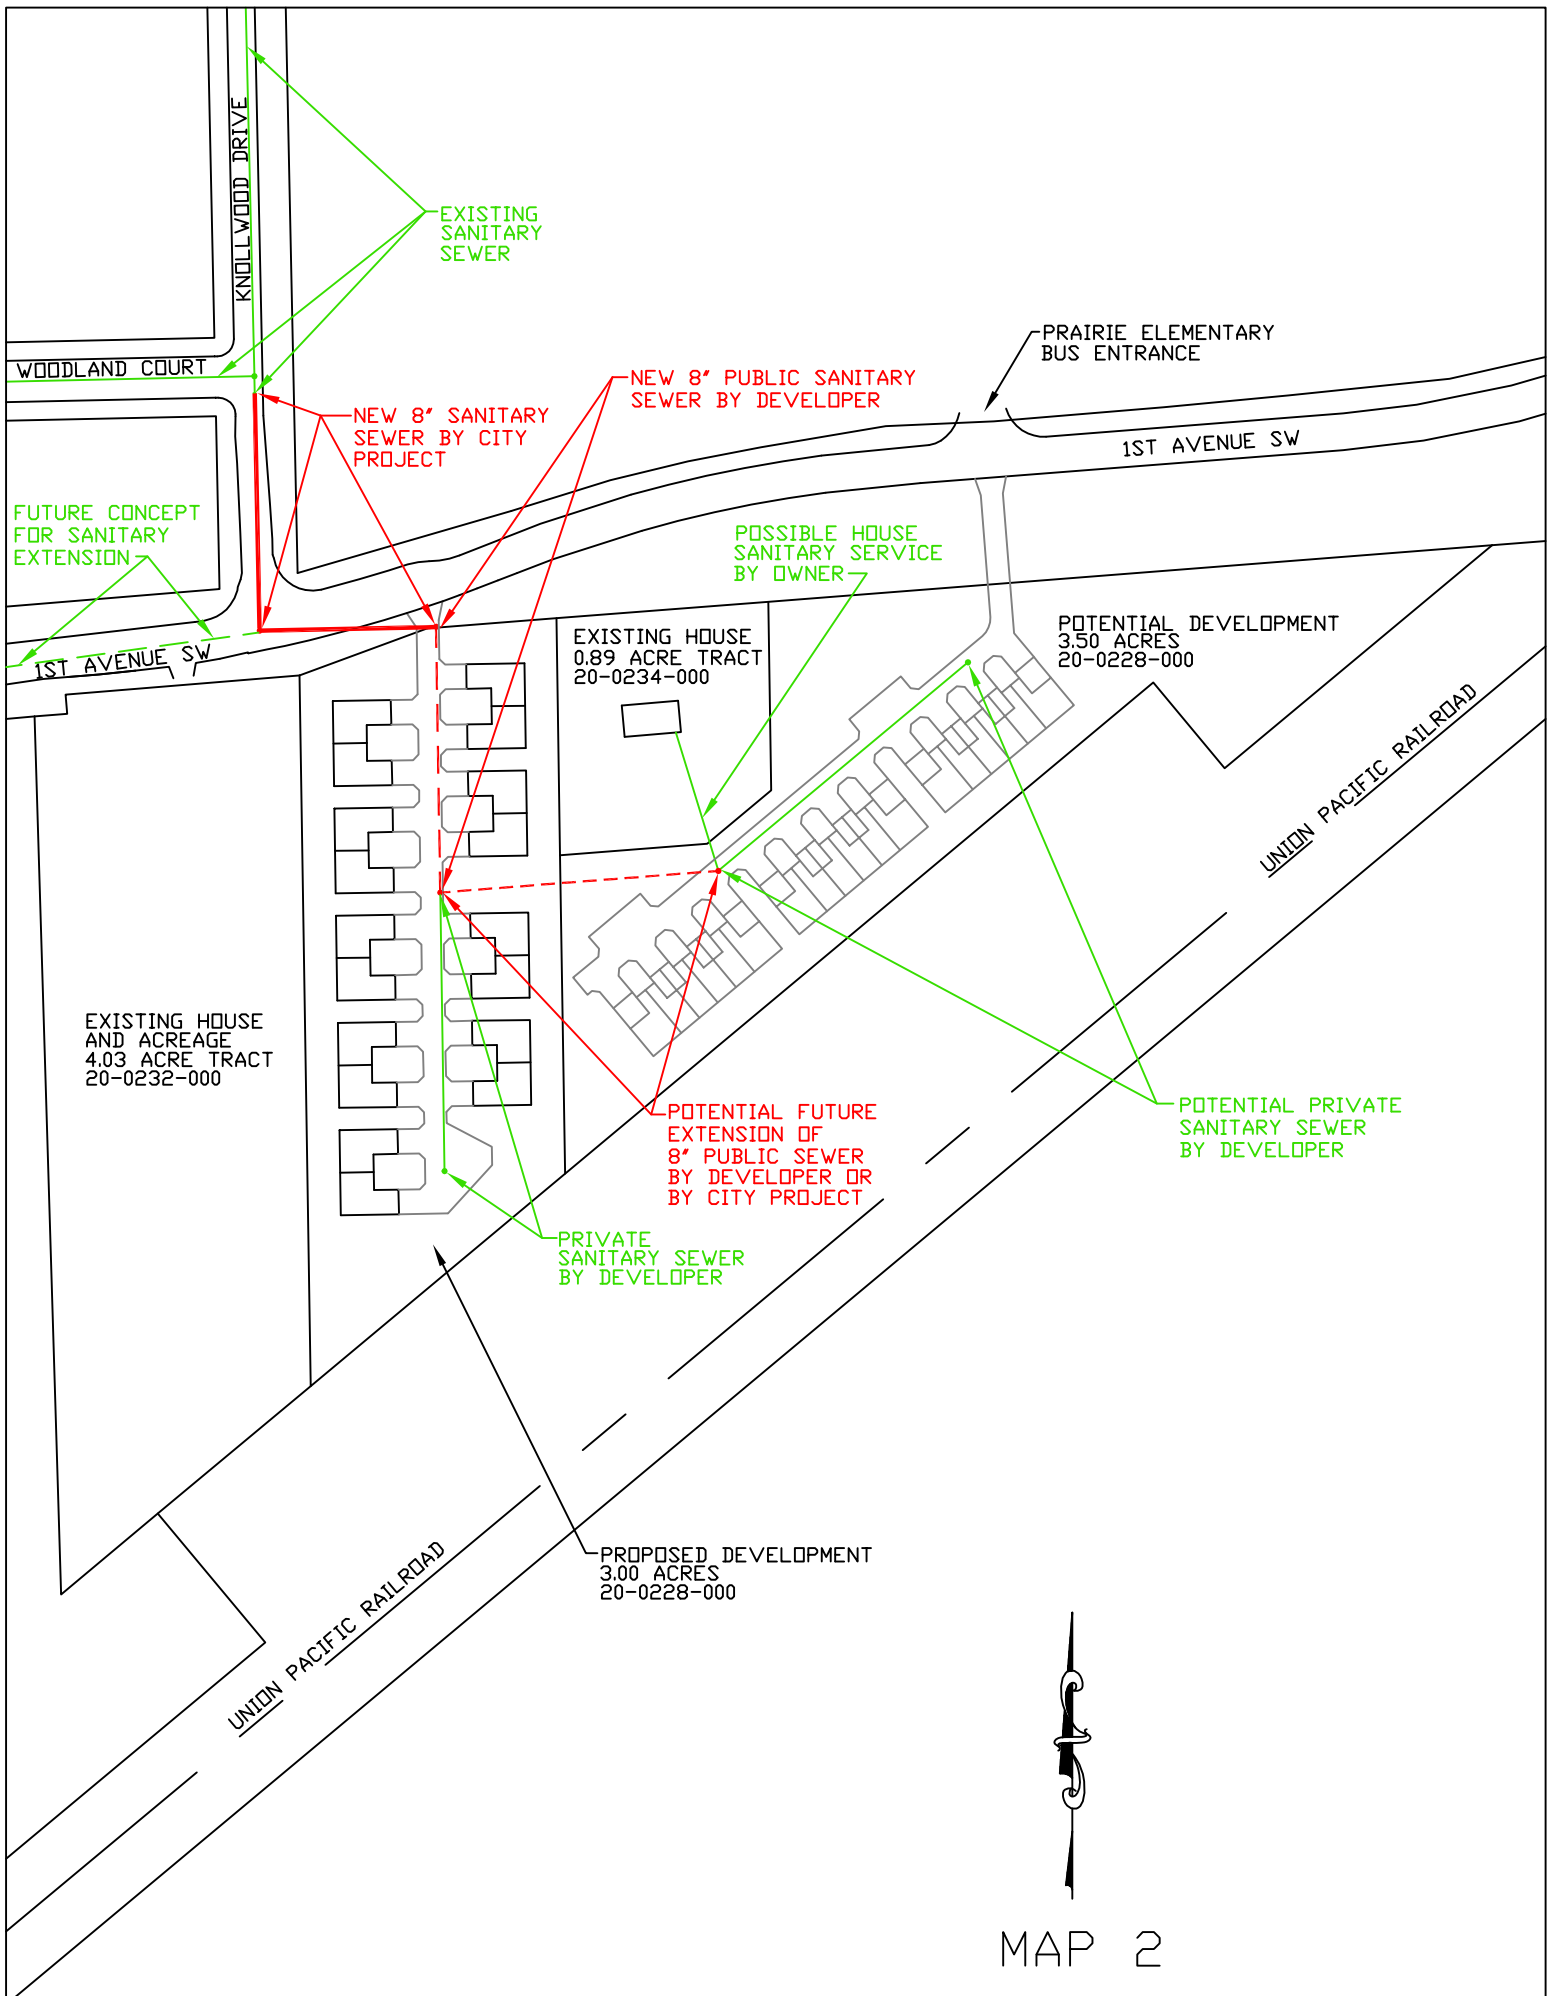 KNOLLWOOD DRIVE
EXISTING
SANITARY
SEWER
WOODLAND COURT
PRAIRIE ELEMENTARY
BUS ENTRANCE
NEW 8" PUBLIC SANITARY
SEWER BY DEVELOPER
NEW 8" SANITARY
SEWER BY CITY
PROJECT
1ST AVENUE SW
FUTURE CONCEPT
FOR SANITARY
EXTENSION
POSSIBLE HOUSE
SANITARY SERVICE
BY OWNER
1ST AVENUE SW
EXISTING HOUSE
0.89 ACRE TRACT
20-0234-000
POTENTIAL DEVELOPMENT
3.50 ACRES
20-0228-000
UNION PACIFIC RAILROAD
EXISTING HOUSE
AND ACREAGE
4.03 ACRE TRACT
20-0232-000
POTENTIAL FUTURE
EXTENSION OF
8" PUBLIC SEWER
BY DEVELOPER OR
BY CITY PROJECT
POTENTIAL PRIVATE
SANITARY SEWER
BY DEVELOPER
PRIVATE
SANITARY SEWER
BY DEVELOPER
PROPOSED DEVELOPMENT
3.00 ACRES
20-0228-000
UNION PACIFIC RAILROAD
MAP 2